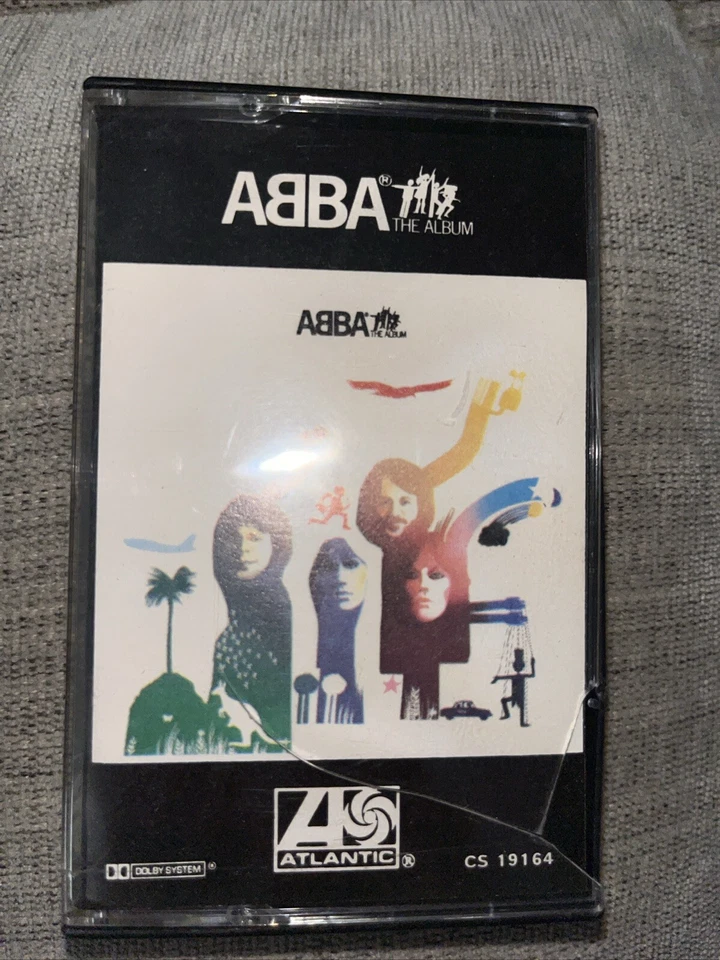 ABBA®
THE ALBUM
ABBA
THE ALBUM
ATLANTIC®
DOLBY SYSTEM®
CS 19164